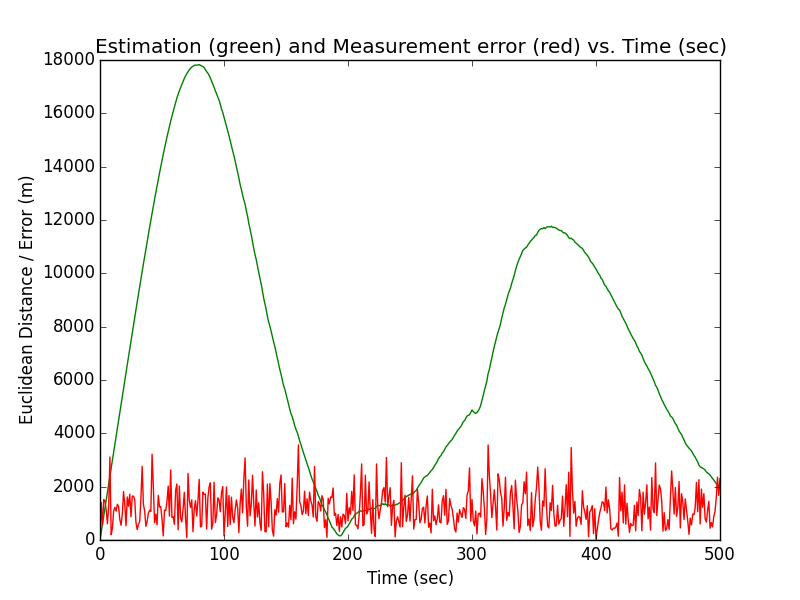 Estimation (green) and Measurement error (red) vs. Time (sec)
18000
16000
14000
12000
10000
8000
6000
4000
2000
0
Euclidean Distance / Error (m)
0 100 200 300 400 500
Time (sec)